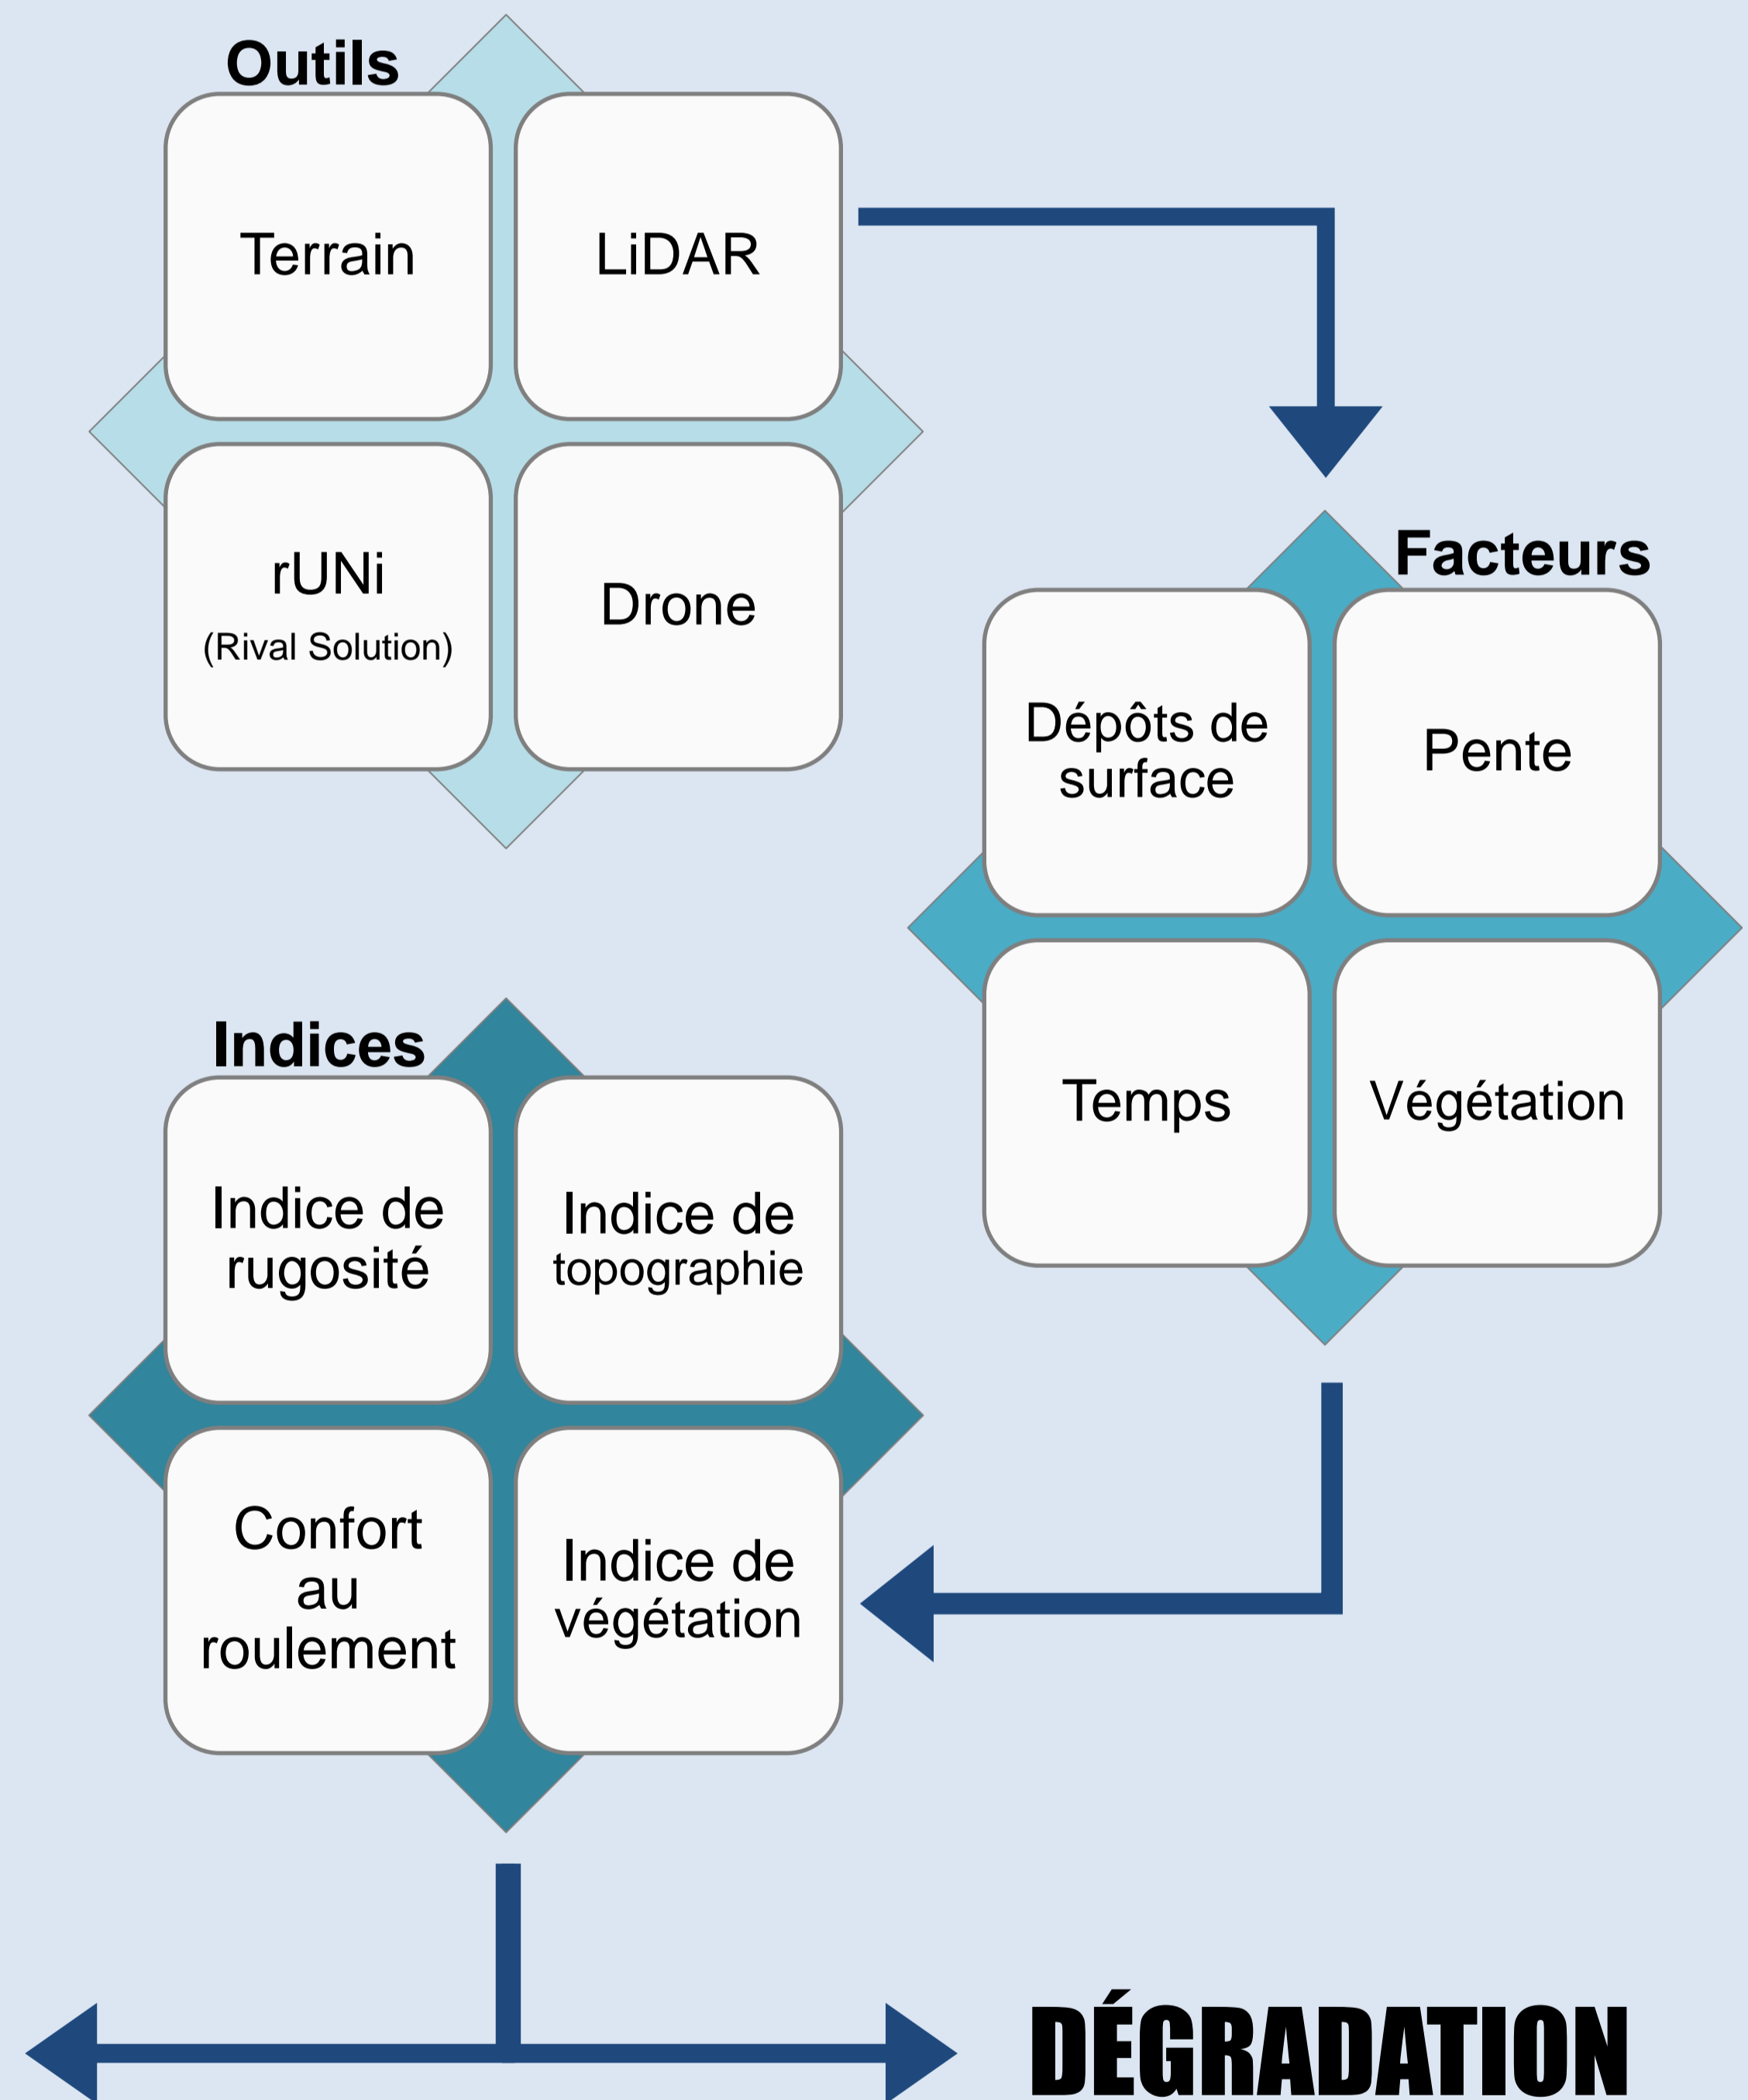 Outils
Terrain
LiDAR
rUNi
(Rival Solution)
Drone
Facteurs
Dépôts de
surface
Pente
Temps
Végétation
Indices
Indice de
rugosité
Indice de
topographie
Confort
au
roulement
Indice de
végétation
DÉGRADATION